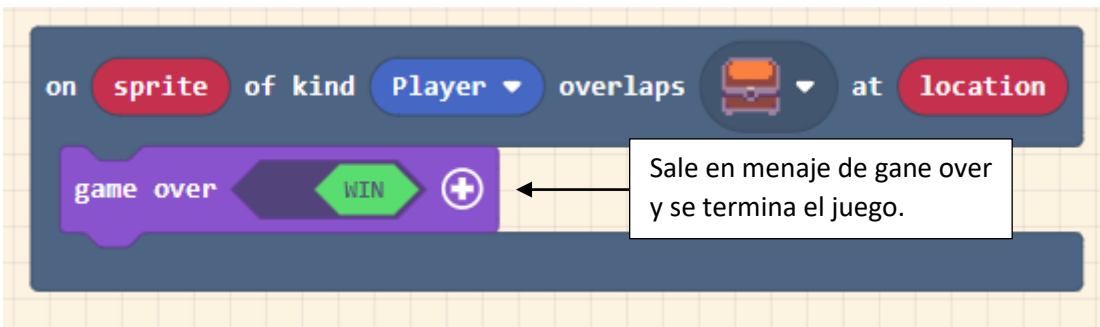 on sprite of kind Player overlaps at location
game over WIN
Sale en menaje de gane over
y se termina el juego.